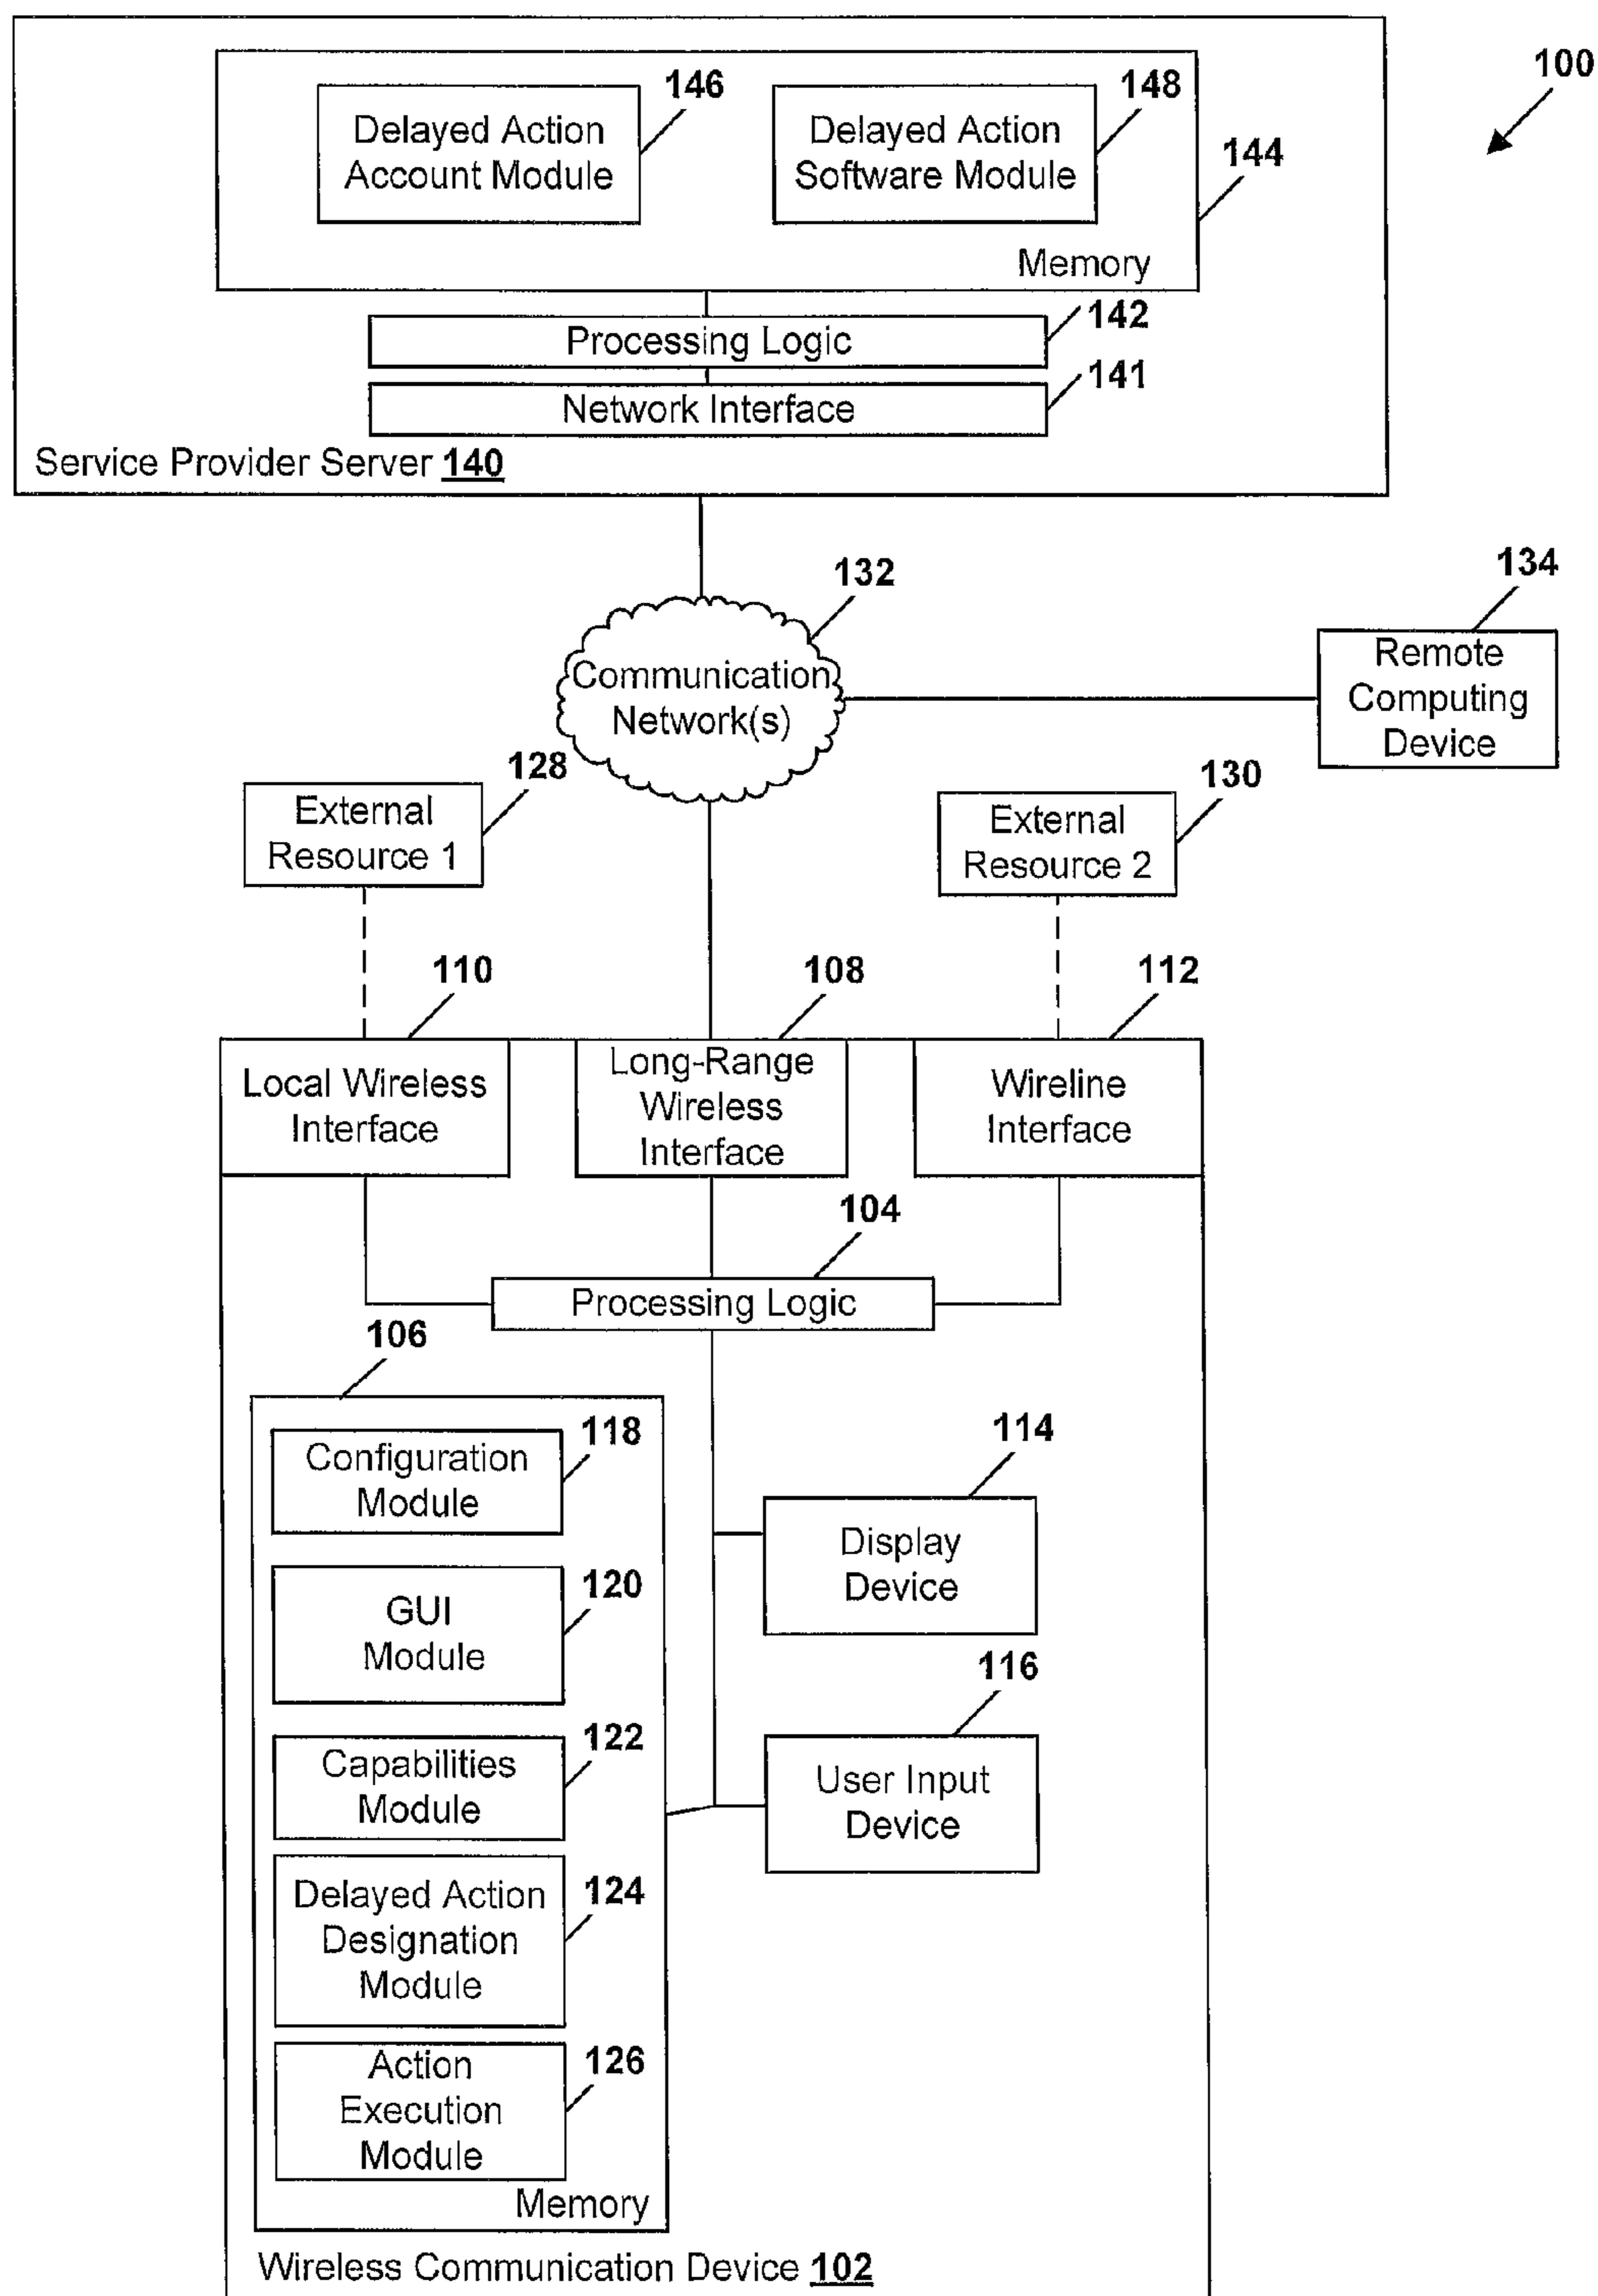 100
146
148
Delayed Action
Account Module
Delayed Action
Software Module
144
Memory
142
Processing Logic
141
Network Interface
Service Provider Server 140
132
134
Communication
Network(s)
Remote
Computing
Device
128
130
External
Resource 1
External
Resource 2
110
108
112
Local Wireless
Interface
Long-Range
Wireless
Interface
Wireline
Interface
104
Processing Logic
106
118
Configuration
Module
114
Display
Device
120
GUI
Module
116
User Input
Device
122
Capabilities
Module
124
Delayed Action
Designation
Module
126
Action
Execution
Module
Memory
Wireless Communication Device 102